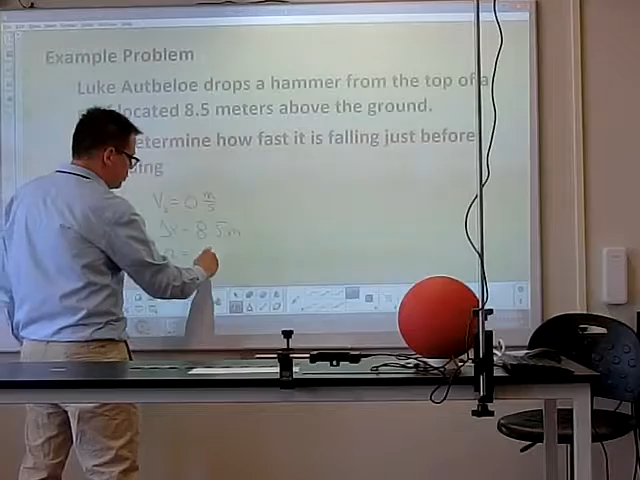 Example Problem
Luke Autbeloe drops a hammer from the top of a
located 8.5 meters above the ground.
etermine how fast it is falling just before
ing
V₀ = 0 m/s
Δx = 8.5 m
a =